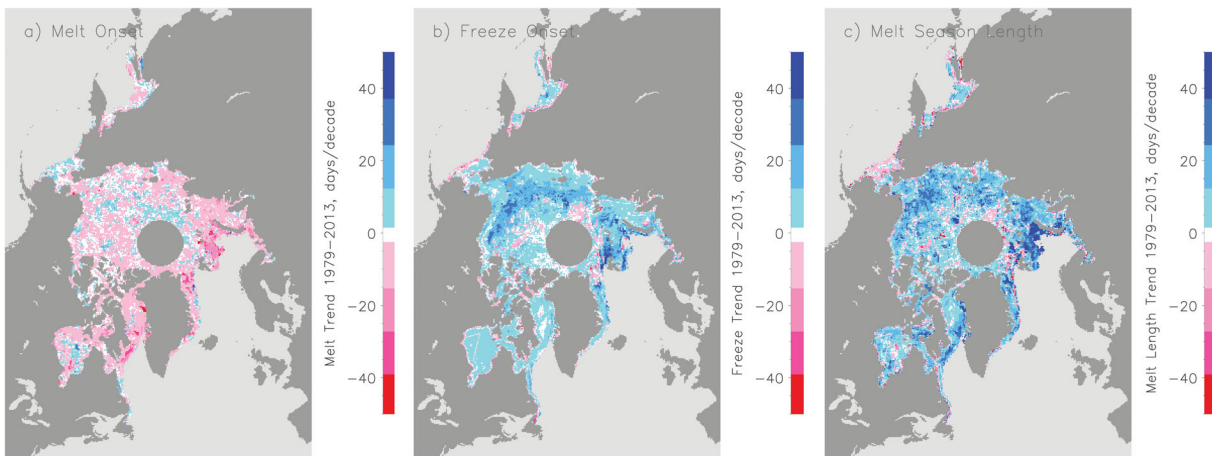 a) Melt Onset
40
20
0
−20
−40
Melt Trend 1979−2013, days/decade
b) Freeze Onset
40
20
0
−20
−40
Freeze Trend 1979−2013, days/decade
c) Melt Season Length
40
20
0
−20
−40
Melt Length Trend 1979−2013, days/decade